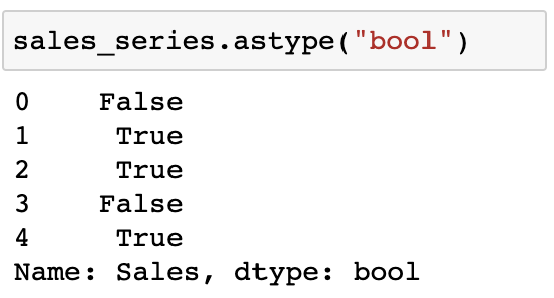 sales_series.astype("bool")
0    False
1     True
2     True
3    False
4     True
Name: Sales, dtype: bool